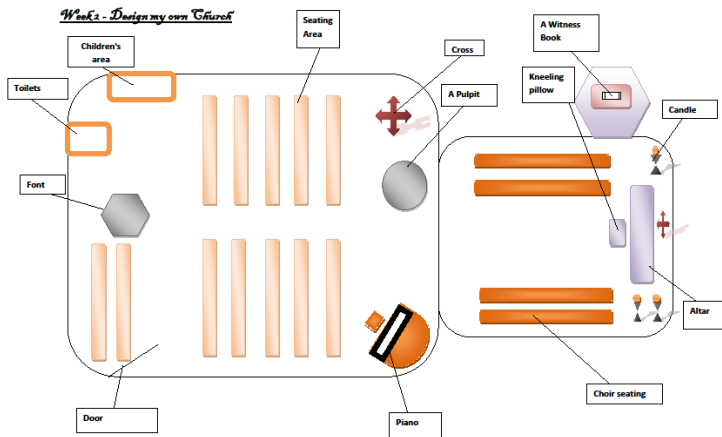 Week 2 - Design my own Church
Seating
Area
A Witness
Book
Children's
area
Cross
Kneeling
pillow
Toilets
A Pulpit
Candle
Font
Altar
Choir seating
Door
Piano